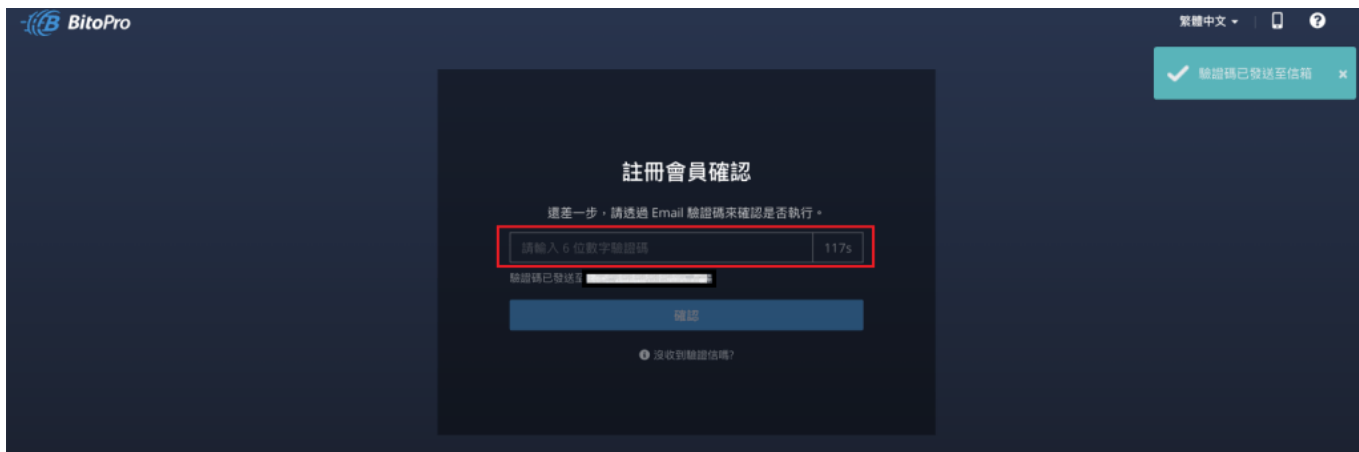 BitoPro
繁體中文
驗證碼已發送至信箱
註冊會員確認
還差一步，請透過 Email 驗證碼來確認是否執行。
請輸入 6 位數字驗證碼 117s
驗證碼已發送至
確認
沒收到驗證信嗎?